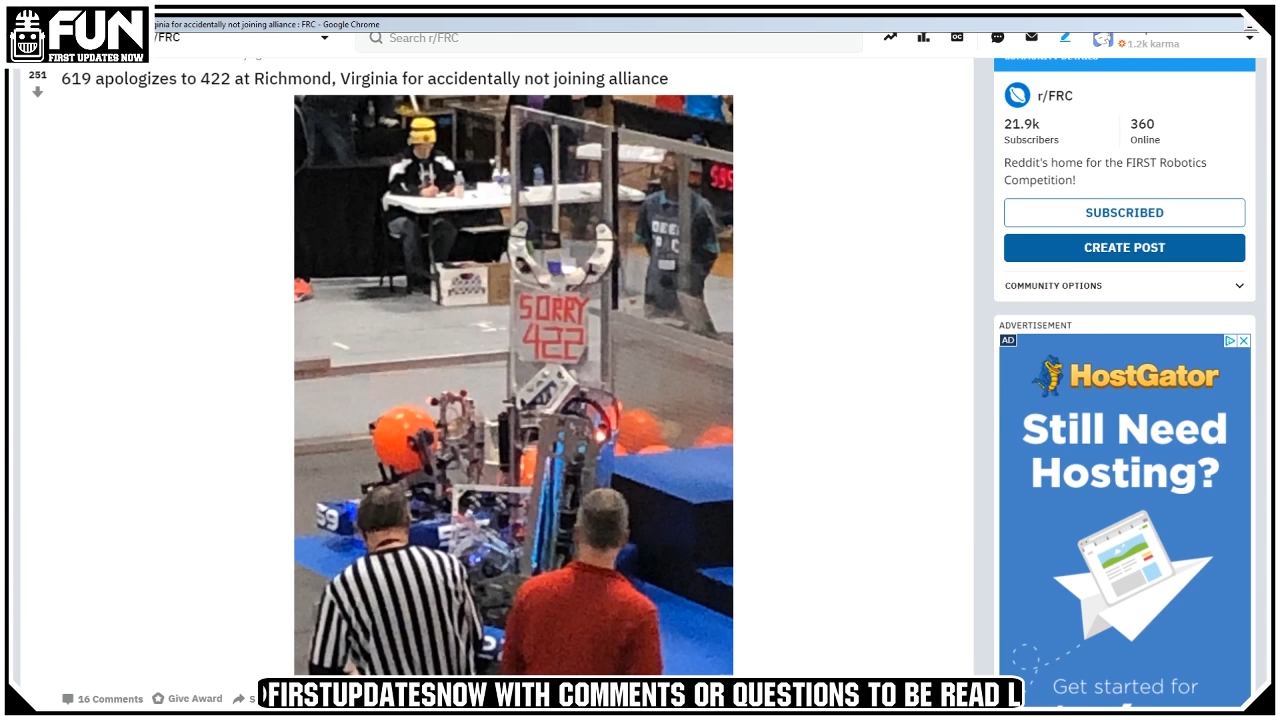 FUN
FIRST UPDATES NOW
ginia for accidentally not joining alliance : FRC - Google Chrome
/FRC
Search r/FRC
1.2k karma
251
619 apologizes to 422 at Richmond, Virginia for accidentally not joining alliance
SORRY
422
59
r/FRC
21.9k
360
Subscribers
Online
Reddit's home for the FIRST Robotics
Competition!
SUBSCRIBED
CREATE POST
COMMUNITY OPTIONS
ADVERTISEMENT
AD
HostGator
Still Need
Hosting?
Get started for
16 Comments
Give Award
S
FIRSTUPDATESNOW WITH COMMENTS OR QUESTIONS TO BE READ L